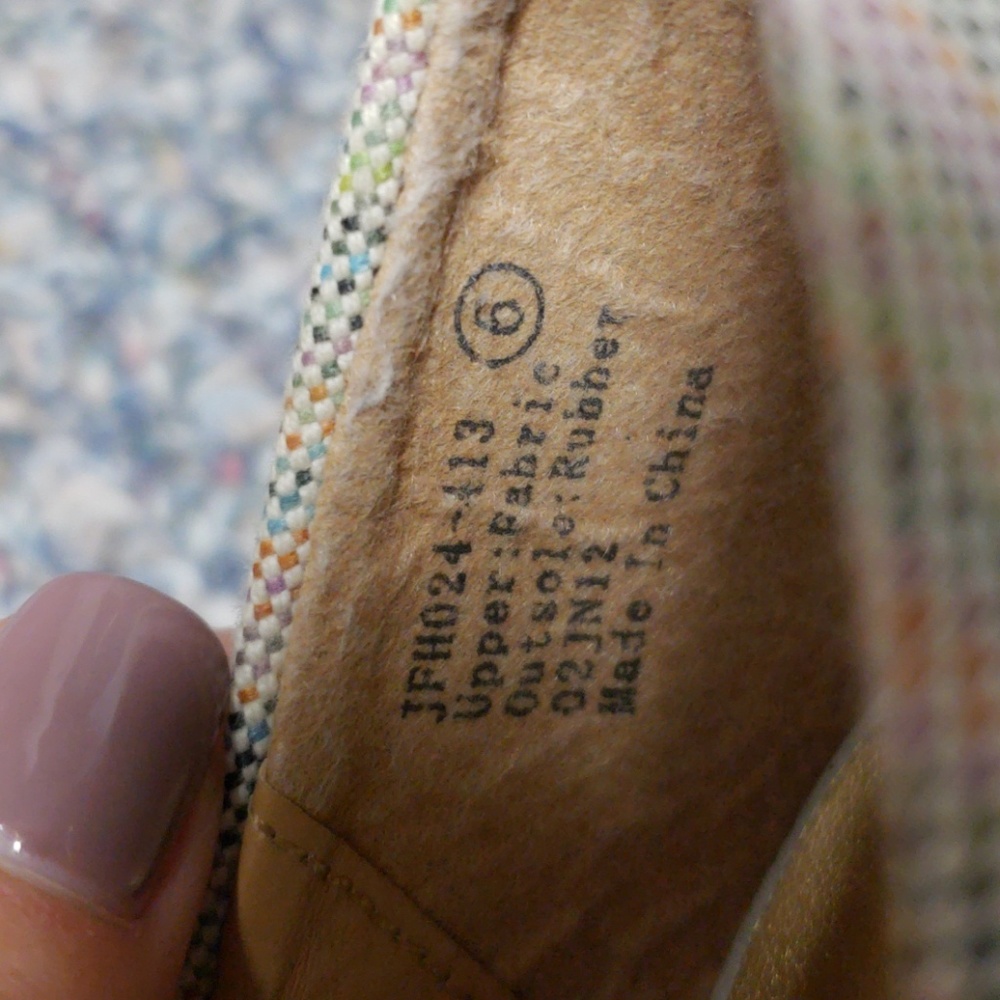 JFH024-413 6
Upper:Fabric
Outsole:Rubber
02JN12
Made In China